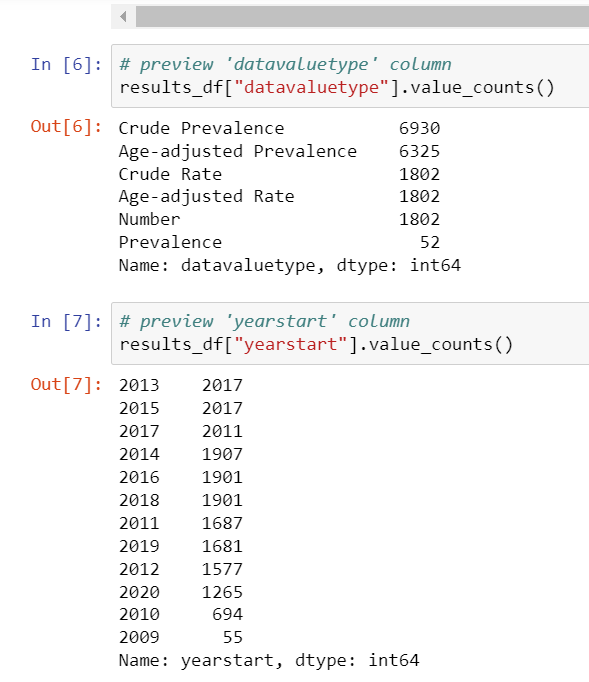 In [6]: # preview 'datavaluetype' column
results_df["datavaluetype"].value_counts()
Out[6]: Crude Prevalence 6930
Age-adjusted Prevalence 6325
Crude Rate 1802
Age-adjusted Rate 1802
Number 1802
Prevalence 52
Name: datavaluetype, dtype: int64
In [7]: # preview 'yearstart' column
results_df["yearstart"].value_counts()
Out[7]: 2013 2017
2015 2017
2017 2011
2014 1907
2016 1901
2018 1901
2011 1687
2019 1681
2012 1577
2020 1265
2010 694
2009 55
Name: yearstart, dtype: int64